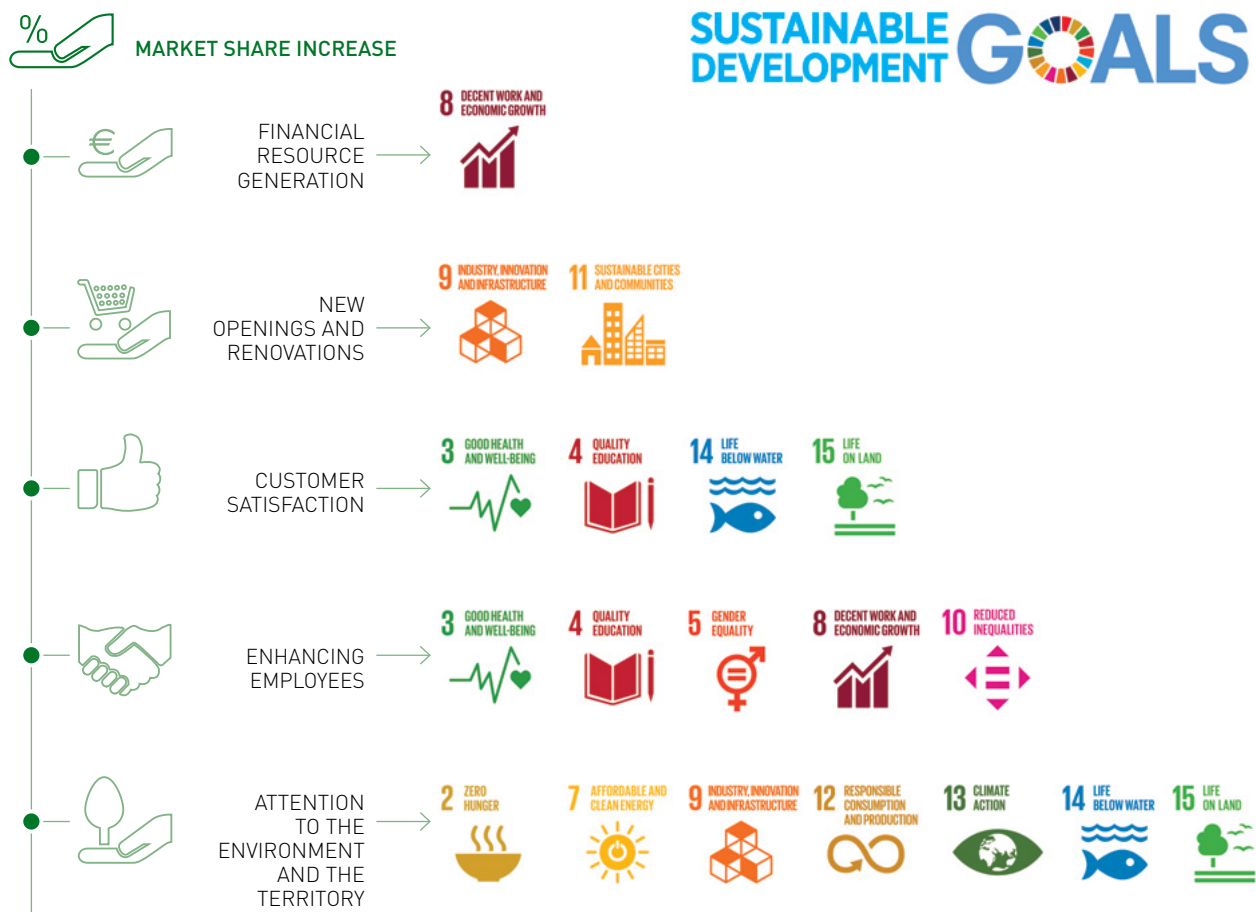 %
MARKET SHARE INCREASE
SUSTAINABLE
DEVELOPMENT
GOALS
€
FINANCIAL
RESOURCE
GENERATION
8 DECENT WORK AND
ECONOMIC GROWTH
NEW
OPENINGS AND
RENOVATIONS
9 INDUSTRY, INNOVATION
AND INFRASTRUCTURE
11 SUSTAINABLE CITIES
AND COMMUNITIES
CUSTOMER
SATISFACTION
3 GOOD HEALTH
AND WELL-BEING
4 QUALITY
EDUCATION
14 LIFE
BELOW WATER
15 LIFE
ON LAND
ENHANCING
EMPLOYEES
3 GOOD HEALTH
AND WELL-BEING
4 QUALITY
EDUCATION
5 GENDER
EQUALITY
8 DECENT WORK AND
ECONOMIC GROWTH
10 REDUCED
INEQUALITIES
ATTENTION
TO THE
ENVIRONMENT
AND THE
TERRITORY
2 ZERO
HUNGER
7 AFFORDABLE AND
CLEAN ENERGY
9 INDUSTRY, INNOVATION
AND INFRASTRUCTURE
12 RESPONSIBLE
CONSUMPTION
AND PRODUCTION
13 CLIMATE
ACTION
14 LIFE
BELOW WATER
15 LIFE
ON LAND